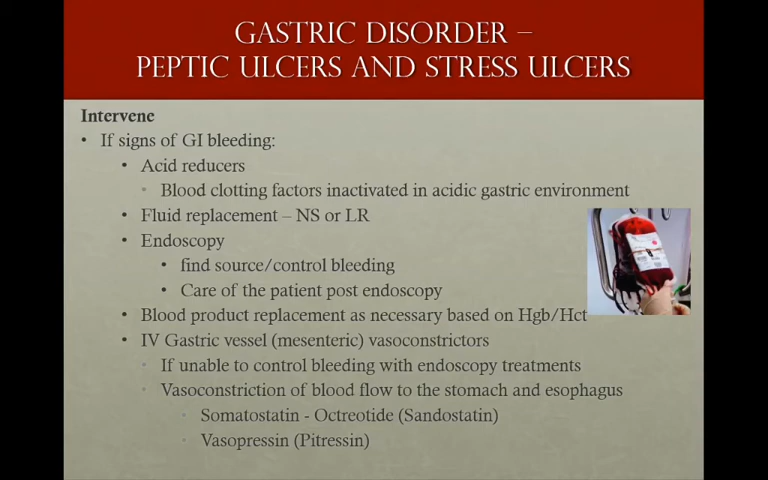 GASTRIC DISORDER –
PEPTIC ULCERS AND STRESS ULCERS
Intervene
• If signs of GI bleeding:
• Acid reducers
• Blood clotting factors inactivated in acidic gastric environment
• Fluid replacement – NS or LR
• Endoscopy
• find source/control bleeding
• Care of the patient post endoscopy
• Blood product replacement as necessary based on Hgb/Hct
• IV Gastric vessel (mesenteric) vasoconstrictors
• If unable to control bleeding with endoscopy treatments
• Vasoconstriction of blood flow to the stomach and esophagus
• Somatostatin - Octreotide (Sandostatin)
• Vasopressin (Pitressin)